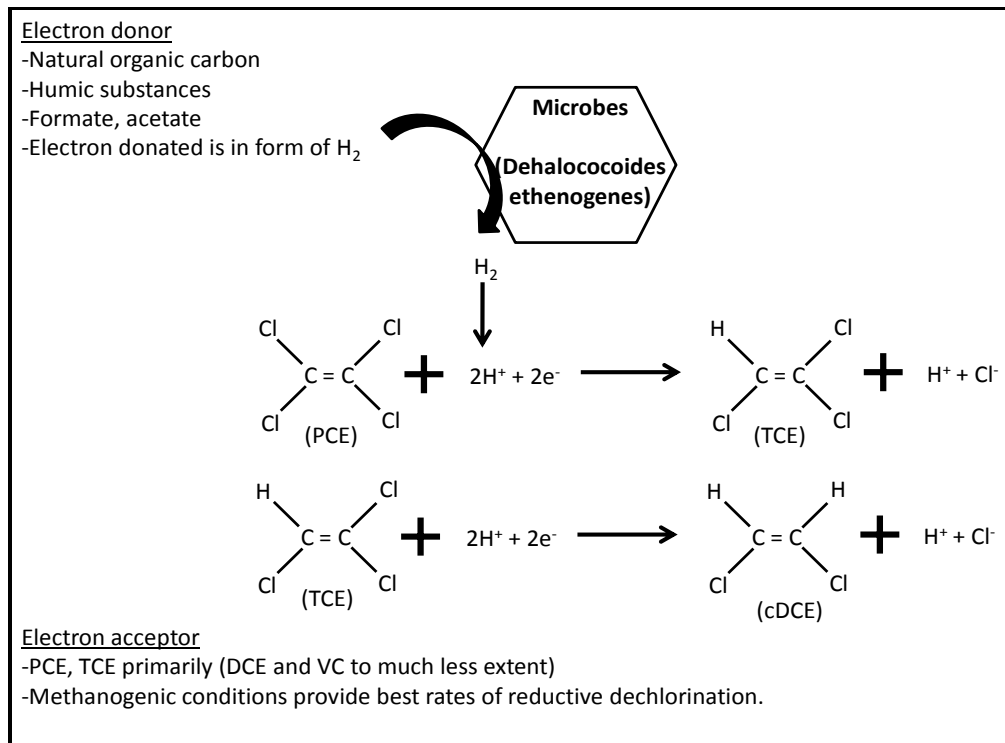 Electron donor
-Natural organic carbon
-Humic substances
-Formate, acetate
-Electron donated is in form of H₂
Microbes
(Dehalococoides
ethenogenes)
H₂
Cl Cl
C = C
Cl Cl
(PCE)
+ 2H⁺ + 2e⁻
H Cl
C = C
Cl Cl
(TCE)
+ H⁺ + Cl⁻
H Cl
C = C
Cl Cl
(TCE)
+ 2H⁺ + 2e⁻
H H
C = C
Cl Cl
(cDCE)
+ H⁺ + Cl⁻
Electron acceptor
-PCE, TCE primarily (DCE and VC to much less extent)
-Methanogenic conditions provide best rates of reductive dechlorination.